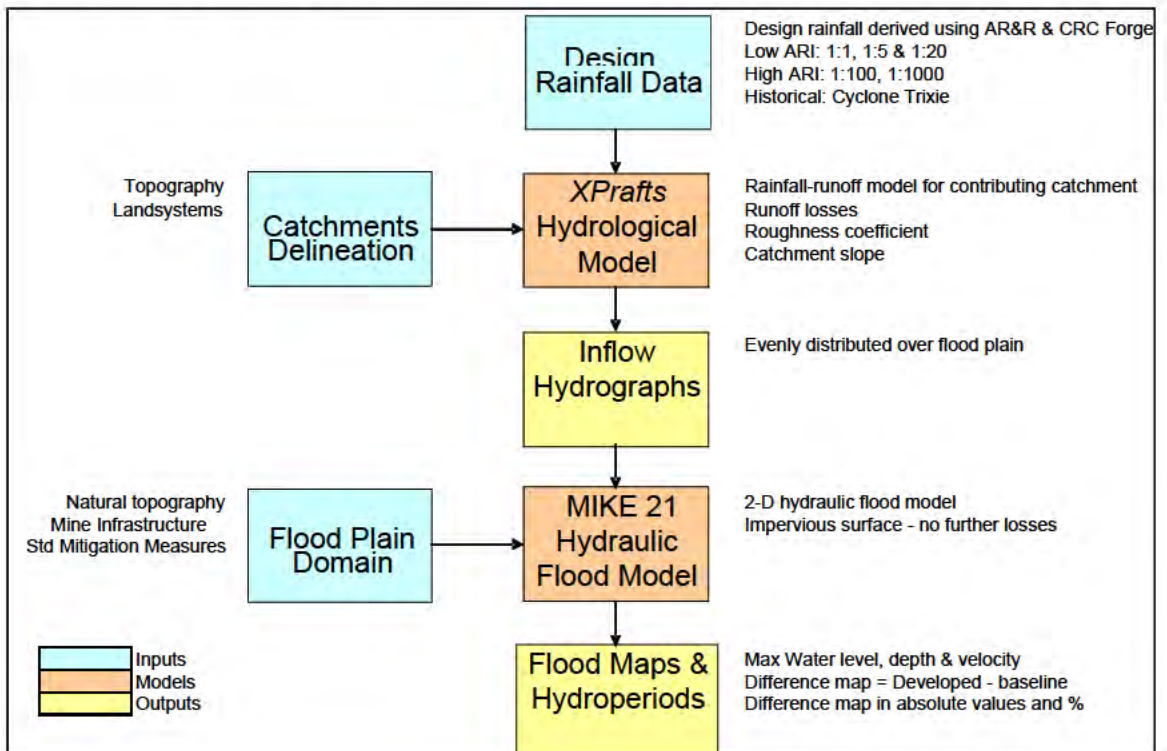 Design
Rainfall Data
Design rainfall derived using AR&R & CRC Forge
Low ARI: 1:1, 1:5 & 1:20
High ARI: 1:100, 1:1000
Historical: Cyclone Trixie
Topography
Landsystems
Catchments
Delineation
XPrafts
Hydrological
Model
Rainfall-runoff model for contributing catchment
Runoff losses
Roughness coefficient
Catchment slope
Inflow
Hydrographs
Evenly distributed over flood plain
Natural topography
Mine Infrastructure
Std Mitigation Measures
Flood Plain
Domain
MIKE 21
Hydraulic
Flood Model
2-D hydraulic flood model
Impervious surface - no further losses
Inputs
Models
Outputs
Flood Maps &
Hydroperiods
Max Water level, depth & velocity
Difference map = Developed - baseline
Difference map in absolute values and %